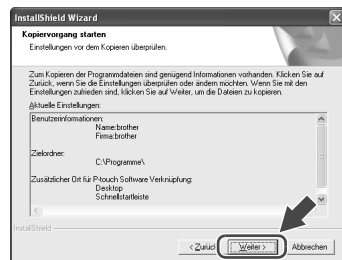 InstallShield Wizard
Kopiervorgang starten
Einstellungen vor dem Kopieren überprüfen.
Zum Kopieren der Programmdateien sind genügend Informationen vorhanden. Klicken Sie auf
Zurück, wenn Sie die Einstellungen überprüfen oder ändern möchten. Wenn Sie mit den
Einstellungen zufrieden sind, klicken Sie auf Weiter, um die Dateien zu kopieren.
Aktuelle Einstellungen:
Benutzerinformationen:
Name:brother
Firma:brother
Zielordner:
C:\Programme\
Zusätzlicher Ort für P-touch Software Verknüpfung:
Desktop
Schnellstartleiste
InstallShield
< Zurück Weiter > Abbrechen